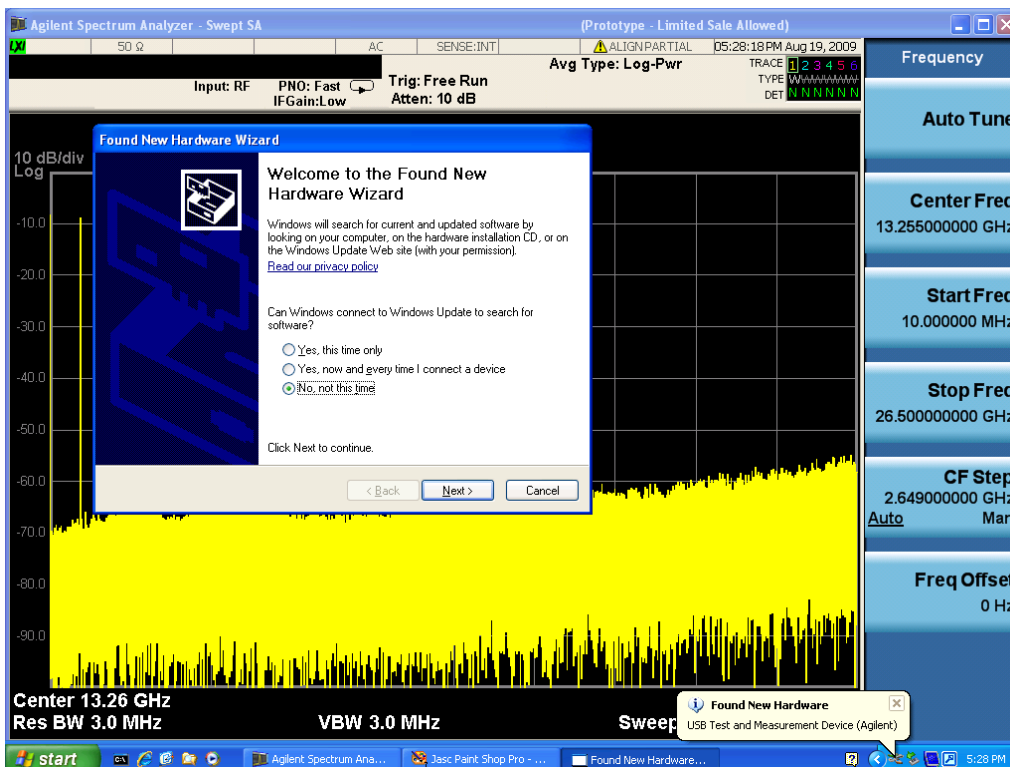 Agilent Spectrum Analyzer - Swept SA (Prototype - Limited Sale Allowed)
LXI 50 Ω AC SENSE:INT ALIGN PARTIAL 05:28:18 PM Aug 19, 2009
Input: RF PNO: Fast IFGain:Low Trig: Free Run Atten: 10 dB Avg Type: Log-Pwr
TRACE 1 2 3 4 5 6
TYPE
DET N N N N N N
10 dB/div
Log
-10.0
-20.0
-30.0
-40.0
-50.0
-60.0
-70.0
-80.0
-90.0
Found New Hardware Wizard
Welcome to the Found New
Hardware Wizard
Windows will search for current and updated software by
looking on your computer, on the hardware installation CD, or on
the Windows Update Web site (with your permission).
Read our privacy policy
Can Windows connect to Windows Update to search for
software?
Yes, this time only
Yes, now and every time I connect a device
No, not this time
Click Next to continue.
< Back Next > Cancel
Center 13.26 GHz
Res BW 3.0 MHz VBW 3.0 MHz Sweep
Frequency
Auto Tune
Center Freq
13.255000000 GHz
Start Freq
10.000000 MHz
Stop Freq
26.500000000 GHz
CF Step
2.649000000 GHz
Auto Man
Freq Offset
0 Hz
Found New Hardware
USB Test and Measurement Device (Agilent)
start Agilent Spectrum Ana... Jasc Paint Shop Pro - ... Found New Hardware... 5:28 PM